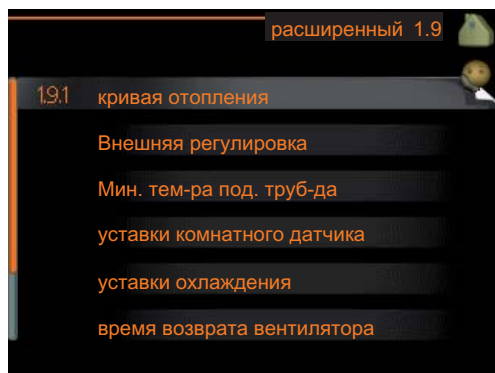 расширенный 1.9
1.9.1 кривая отопления
Внешняя регулировка
Мин. тем-ра под. труб-да
уставки комнатного датчика
уставки охлаждения
время возврата вентилятора